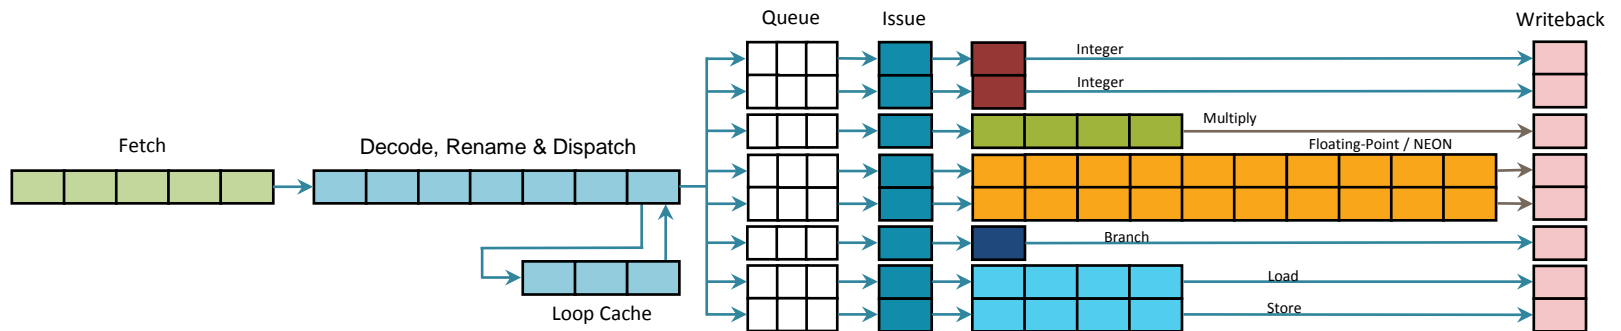 Queue
Issue
Writeback
Integer
Integer
Multiply
Fetch
Decode, Rename & Dispatch
Floating-Point / NEON
Branch
Load
Loop Cache
Store